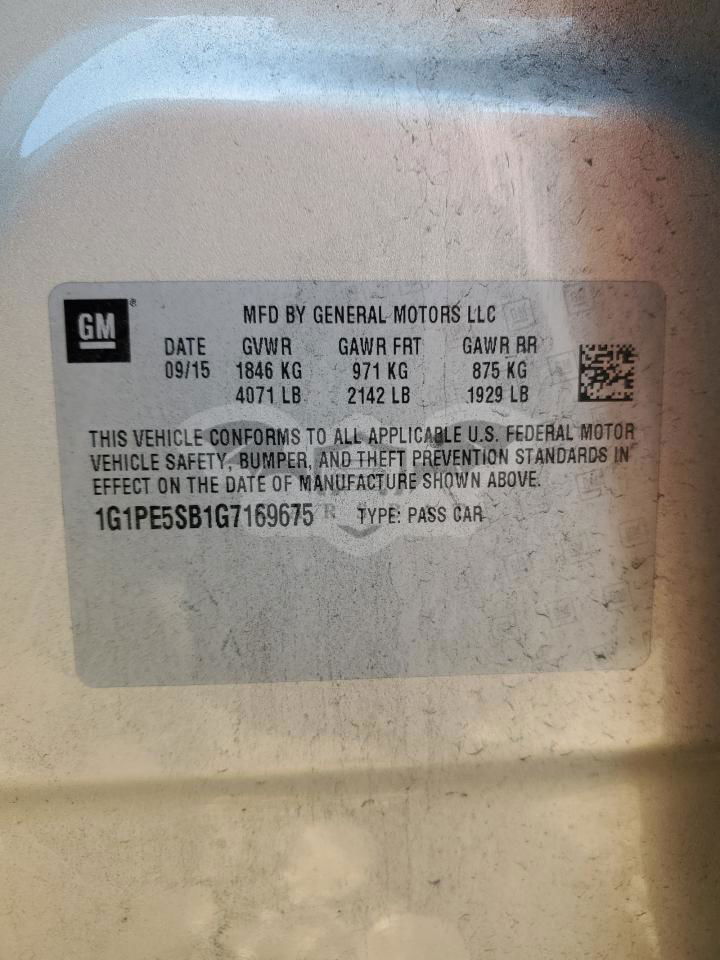 GM
MFD BY GENERAL MOTORS LLC
DATE GVWR GAWR FRT GAWR RR
09/15 1846 KG 971 KG 875 KG
4071 LB 2142 LB 1929 LB
THIS VEHICLE CONFORMS TO ALL APPLICABLE U.S. FEDERAL MOTOR
VEHICLE SAFETY, BUMPER, AND THEFT PREVENTION STANDARDS IN
EFFECT ON THE DATE OF MANUFACTURE SHOWN ABOVE.
1G1PE5SB1G7169675 TYPE: PASS CAR